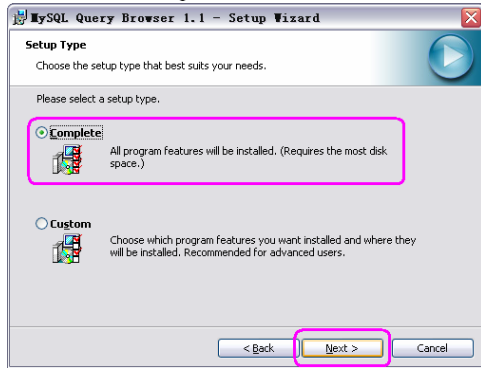 MySQL Query Browser 1.1 - Setup Wizard
Setup Type
Choose the setup type that best suits your needs.
Please select a setup type.
Complete
All program features will be installed. (Requires the most disk
space.)
Custom
Choose which program features you want installed and where they
will be installed. Recommended for advanced users.
< Back
Next >
Cancel